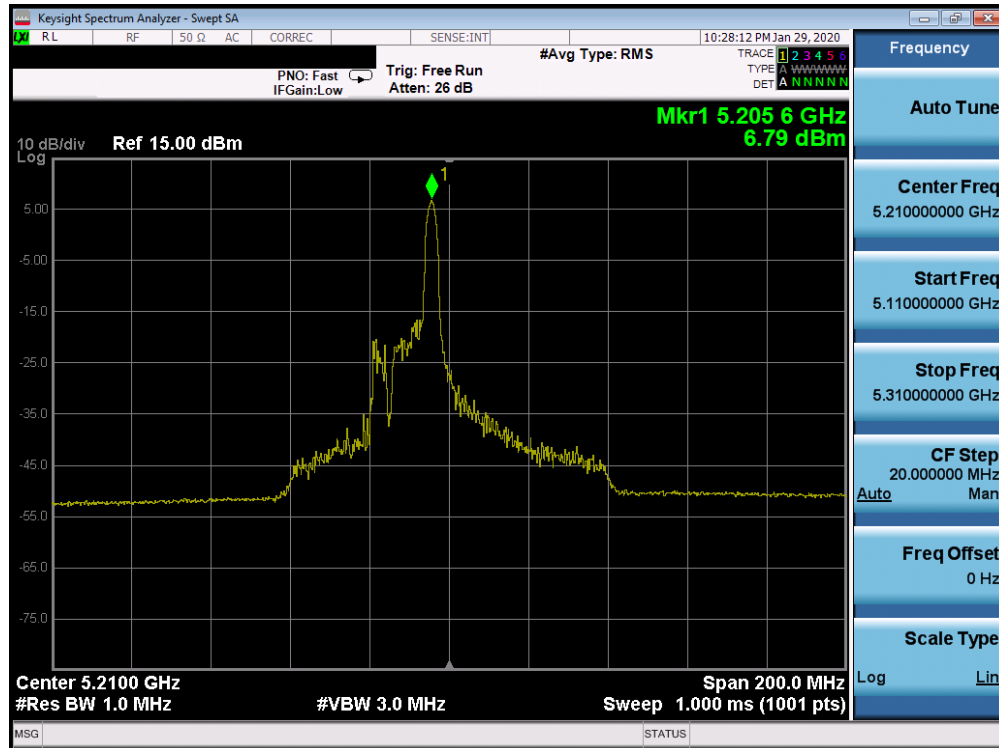 Keysight Spectrum Analyzer - Swept SA
LXI RL RF 50 Ω AC CORREC SENSE:INT 10:28:12 PM Jan 29, 2020
#Avg Type: RMS
TRACE 1 2 3 4 5 6
TYPE A WWWWW
DET A N N N N N
PNO: Fast
IFGain:Low
Trig: Free Run
Atten: 26 dB
Mkr1 5.205 6 GHz
6.79 dBm
10 dB/div Ref 15.00 dBm
Log
1
5.00
-5.00
-15.0
-25.0
-35.0
-45.0
-55.0
-65.0
-75.0
Center 5.2100 GHz Span 200.0 MHz
#Res BW 1.0 MHz #VBW 3.0 MHz Sweep 1.000 ms (1001 pts)
MSG STATUS
Frequency
Auto Tune
Center Freq
5.210000000 GHz
Start Freq
5.110000000 GHz
Stop Freq
5.310000000 GHz
CF Step
20.000000 MHz
Auto Man
Freq Offset
0 Hz
Scale Type
Log Lin